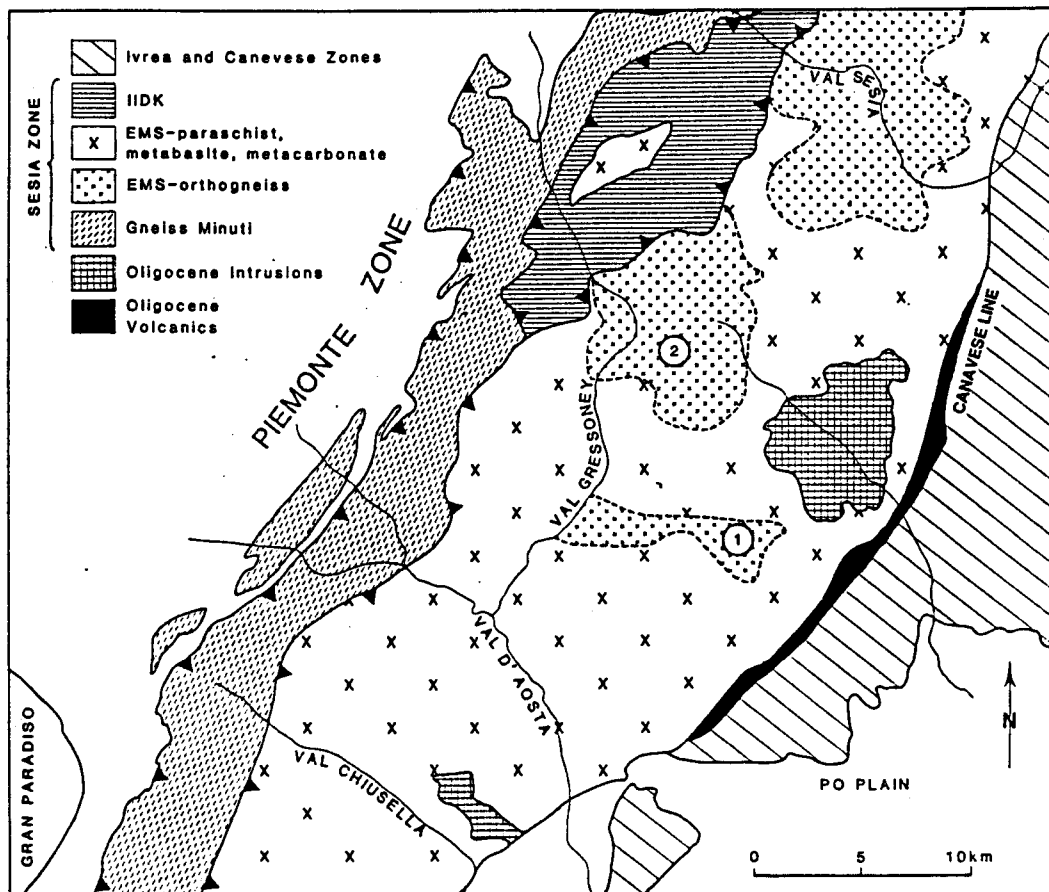 Ivrea and Canevese Zones
SESIA ZONE
IIDK
EMS-paraschist,
metabasite, metacarbonate
EMS-orthogneiss
Gneiss Minuti
Oligocene Intrusions
Oligocene
Volcanics
PIEMONTE ZONE
VAL SESIA
VAL GRESSONEY
CANAVESE LINE
2
1
VAL D'AOSTA
VAL CHIUSELLA
GRAN PARADISO
PO PLAIN
N
0 5 10km